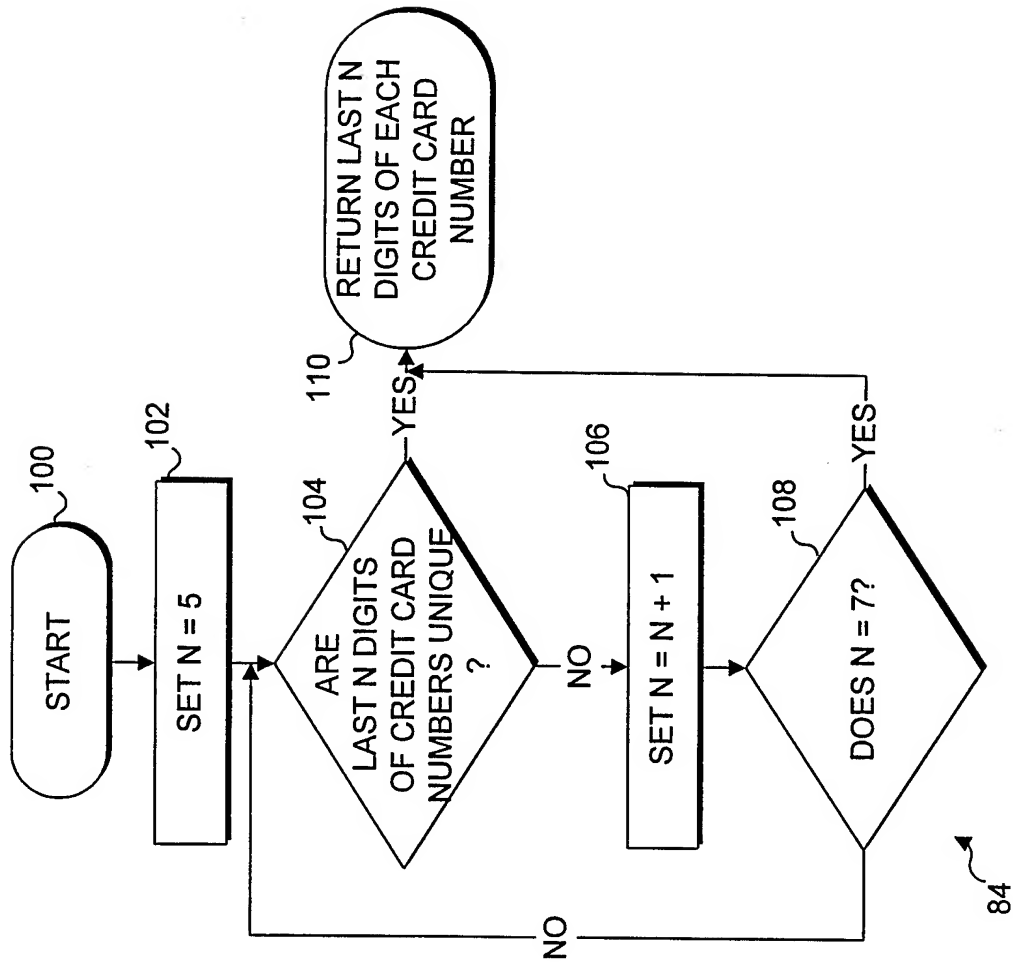 START
100
SET N = 5
102
ARE
LAST N DIGITS
OF CREDIT CARD
NUMBERS UNIQUE
?
104
YES
110
RETURN LAST N
DIGITS OF EACH
CREDIT CARD
NUMBER
NO
SET N = N + 1
106
DOES N = 7?
108
YES
NO
84